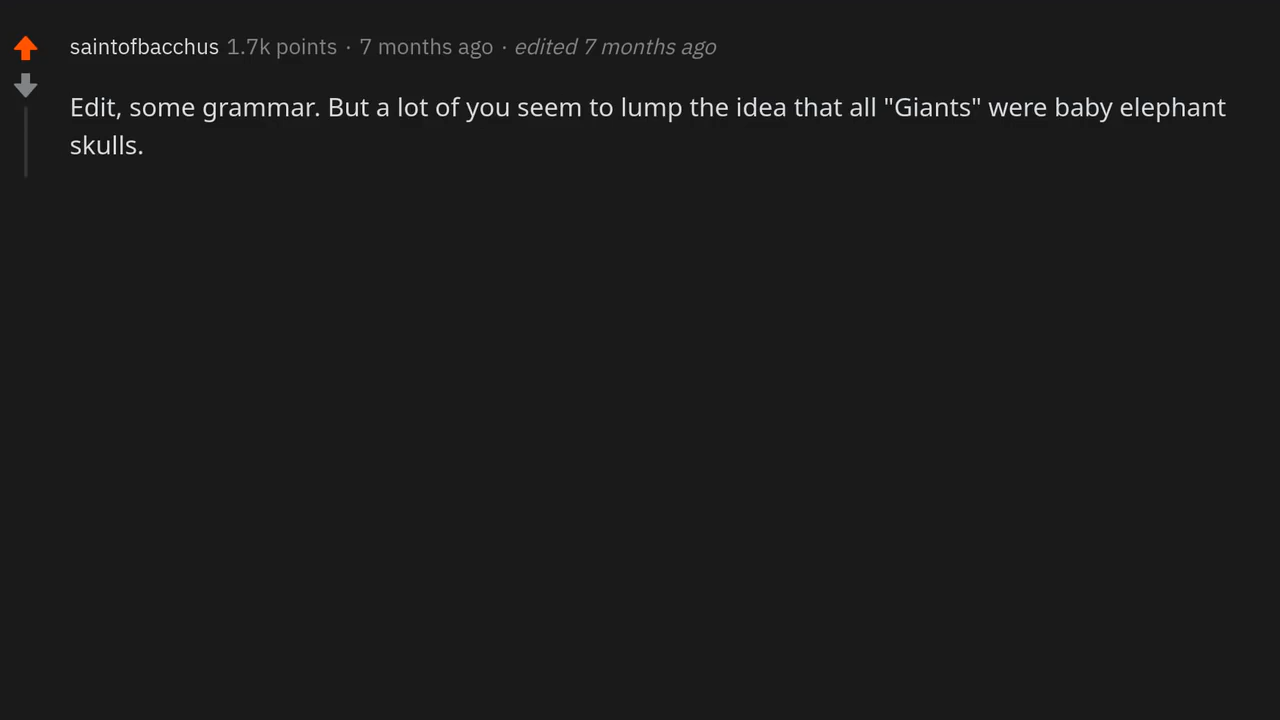 saintofbacchus 1.7k points · 7 months ago · edited 7 months ago
Edit, some grammar. But a lot of you seem to lump the idea that all "Giants" were baby elephant
skulls.